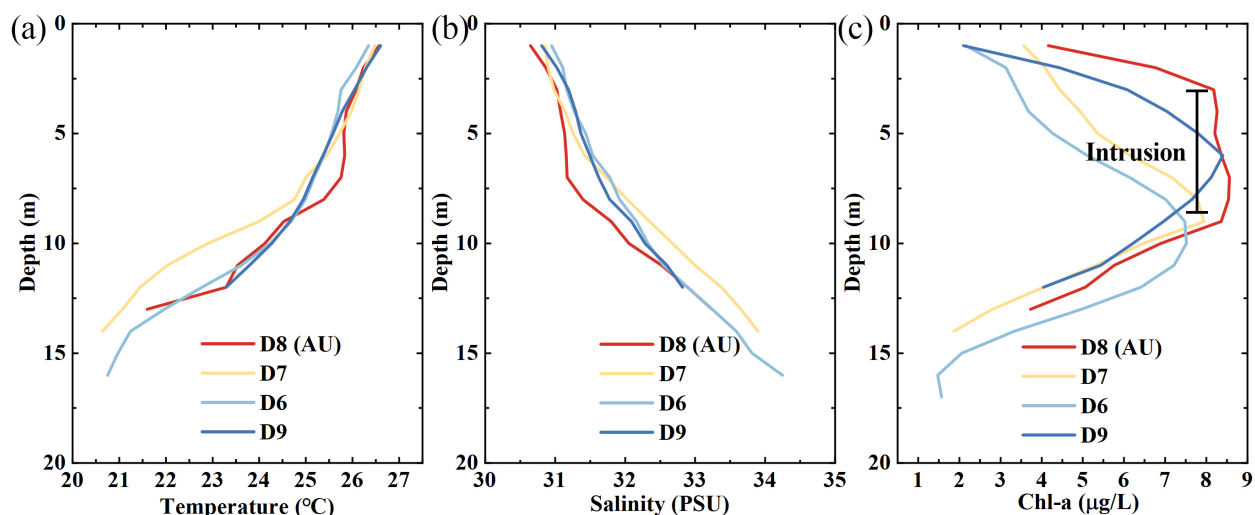 (a)
0
5
10
15
20
Depth (m)
D8 (AU)
D7
D6
D9
20 21 22 23 24 25 26 27
Temperature (°C)
(b)
0
5
10
15
20
Depth (m)
D8 (AU)
D7
D6
D9
30 31 32 33 34 35
Salinity (PSU)
(c)
0
5
10
15
20
Depth (m)
Intrusion
D8 (AU)
D7
D6
D9
1 2 3 4 5 6 7 8 9
Chl-a (μg/L)